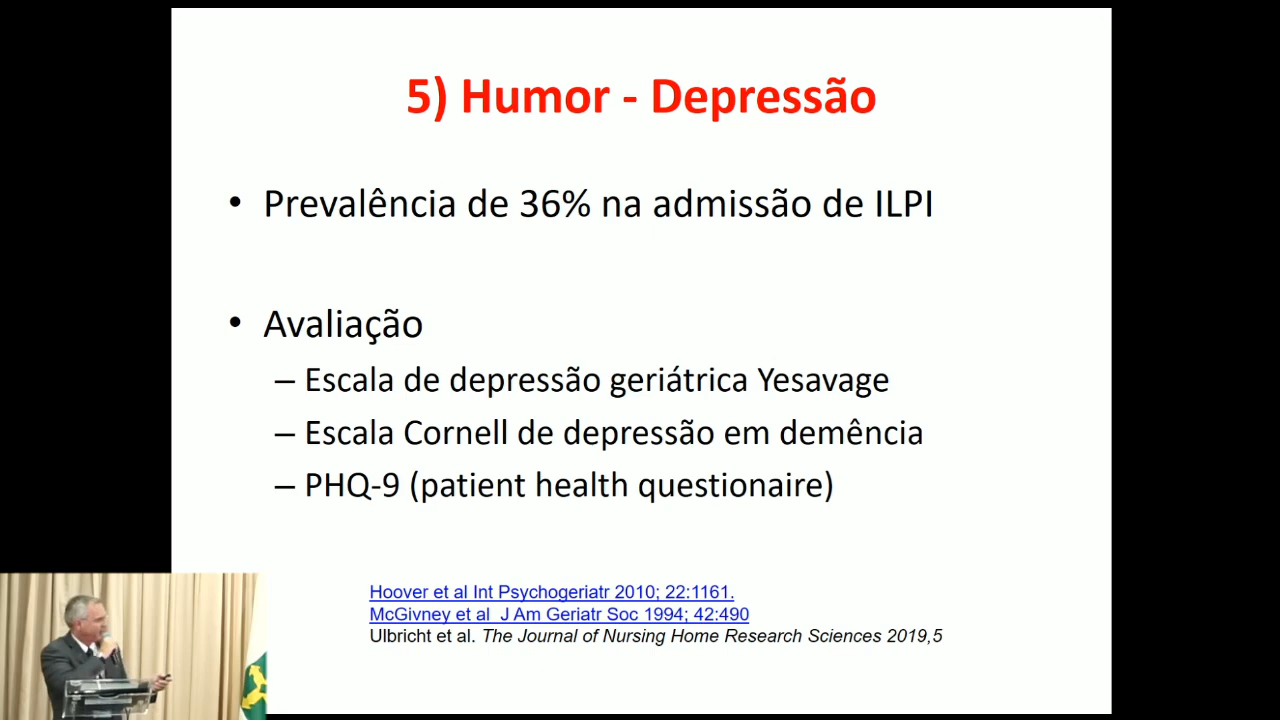 5) Humor - Depressão
• Prevalência de 36% na admissão de ILPI
• Avaliação
– Escala de depressão geriátrica Yesavage
– Escala Cornell de depressão em demência
– PHQ-9 (patient health questionaire)
Hoover et al Int Psychogeriatr 2010; 22:1161.
McGivney et al  J Am Geriatr Soc 1994; 42:490
Ulbricht et al. The Journal of Nursing Home Research Sciences 2019,5